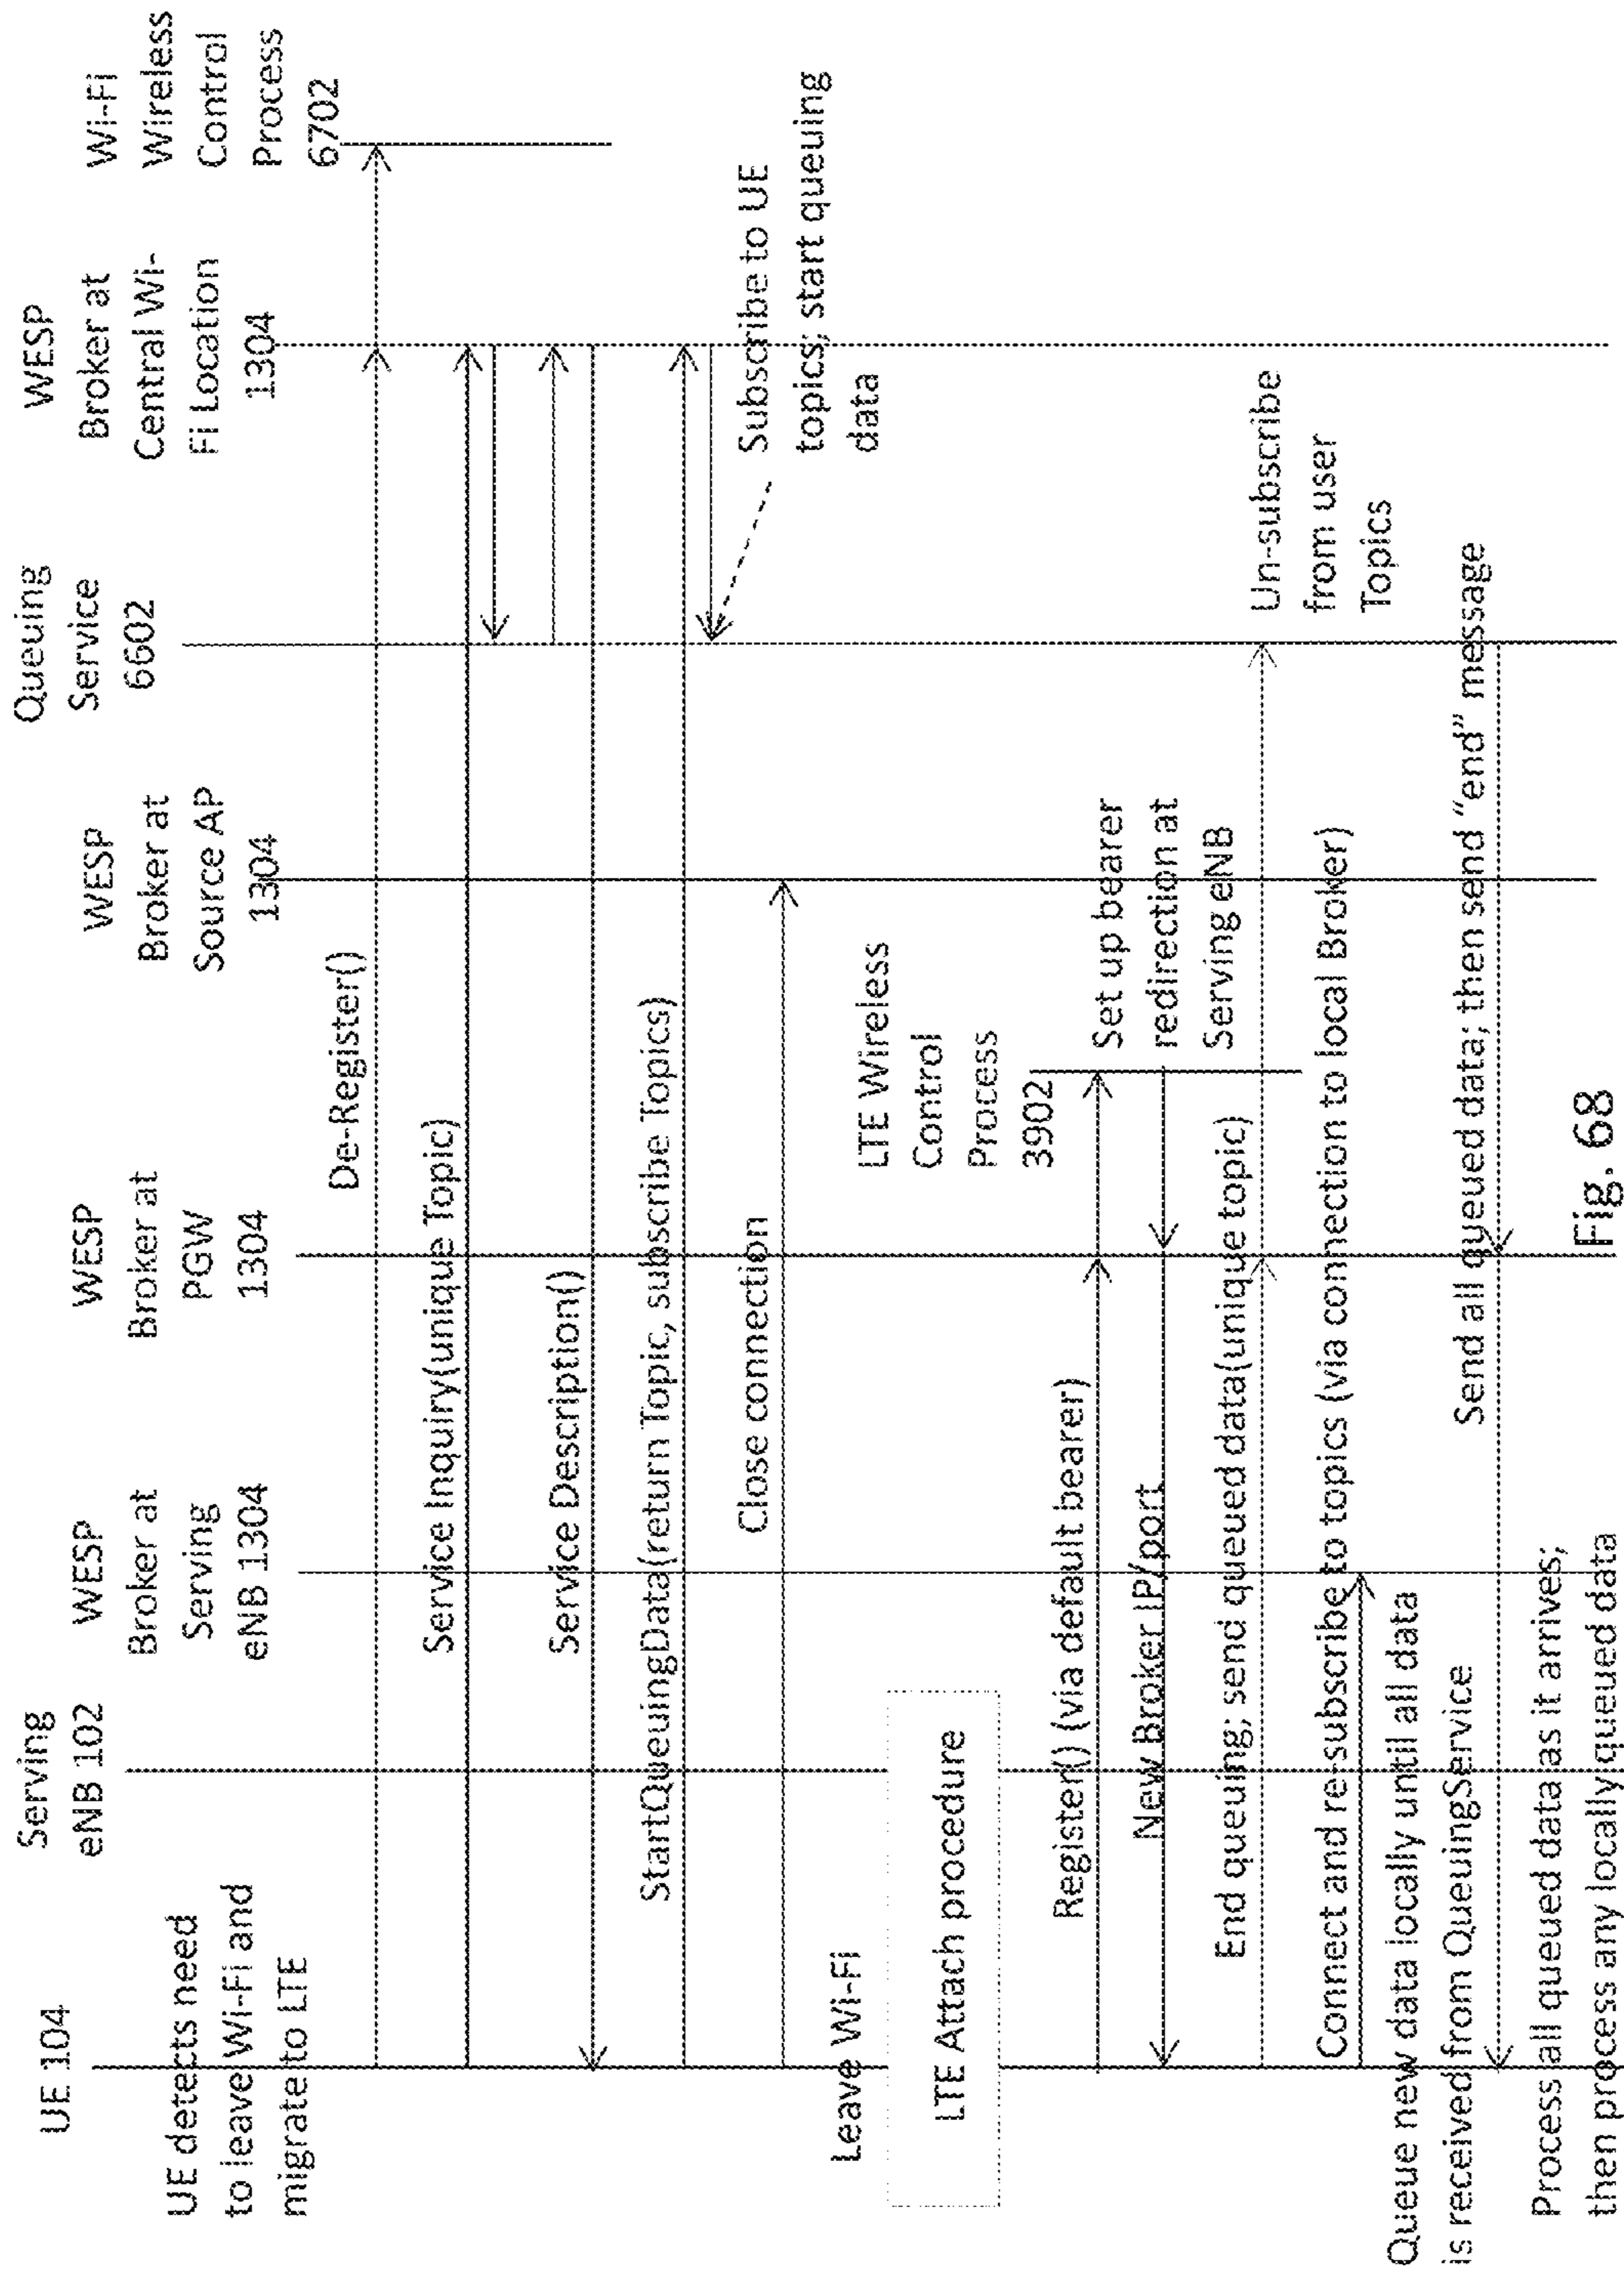 UE 104
Serving
eNB 102
WESP
Broker at
Serving
eNB 1304
WESP
Broker at
PGW
1304
WESP
Broker at
Source AP
1304
Queuing
Service
6602
WESP
Broker at
Central Wi-
Fi Location
1304
Wi-Fi
Wireless
Control
Process
6702
UE detects need
to leave Wi-Fi and
migrate to LTE
De-Register()
Service Inquiry(unique Topic)
Service Description()
StartQueuingData(return Topic, subscribe Topics)
Subscribe to UE
topics; start queuing
data
Close connection
Leave Wi-Fi
LTE Attach procedure
LTE Wireless
Control
Process
3902
Register() (via default bearer)
Set up bearer
redirection at
Serving eNB
New Broker IP/port
End queuing; send queued data(unique topic)
Un-subscribe
from user
Topics
Connect and re-subscribe to topics (via connection to local Broker)
Queue new data locally until all data
is received from QueuingService
Send all queued data; then send "end" message
Process all queued data as it arrives;
then process any locally queued data
Fig. 68